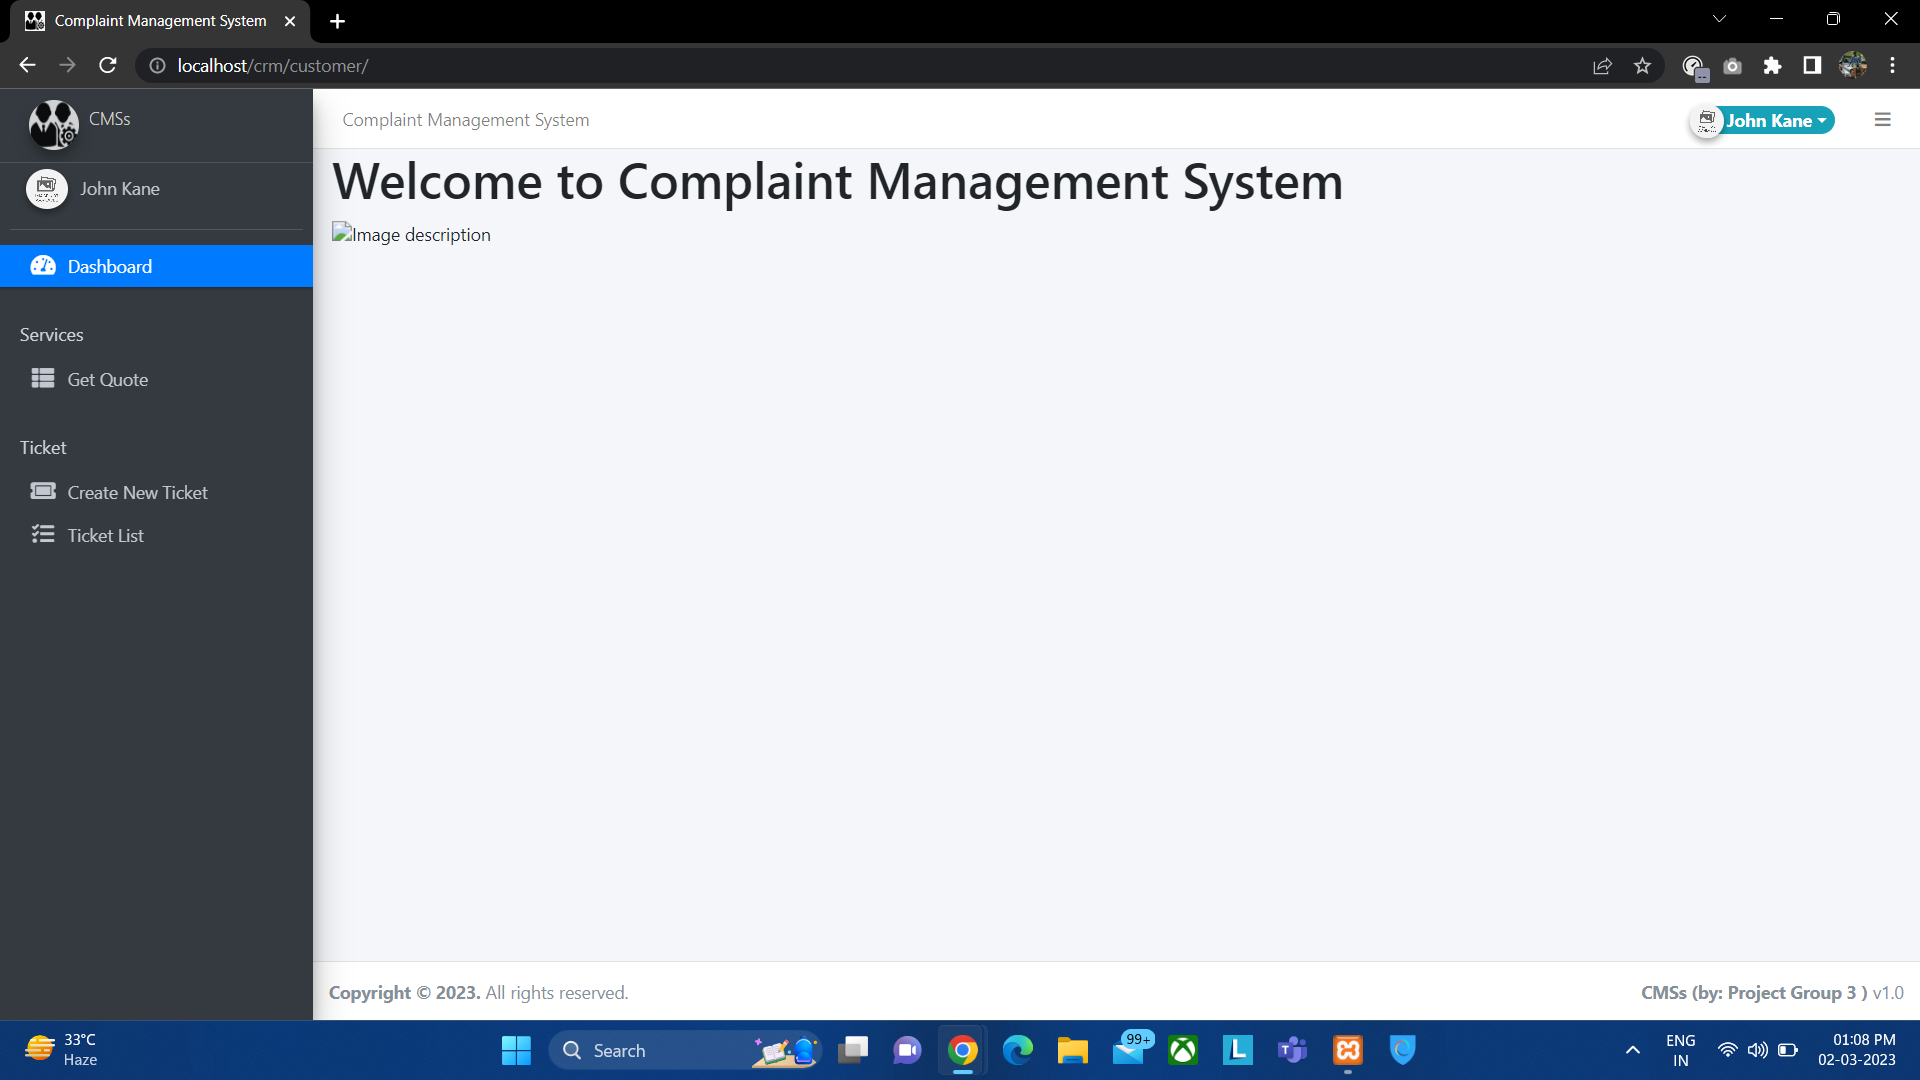 Complaint Management System
localhost/crm/customer/
CMSs
Complaint Management System
John Kane
John Kane
Welcome to Complaint Management System
Image description
Dashboard
Services
Get Quote
Ticket
Create New Ticket
Ticket List
Copyright © 2023. All rights reserved.
CMSs (by: Project Group 3 ) v1.0
33°C
Haze
Search
99+
ENG
IN
01:08 PM
02-03-2023